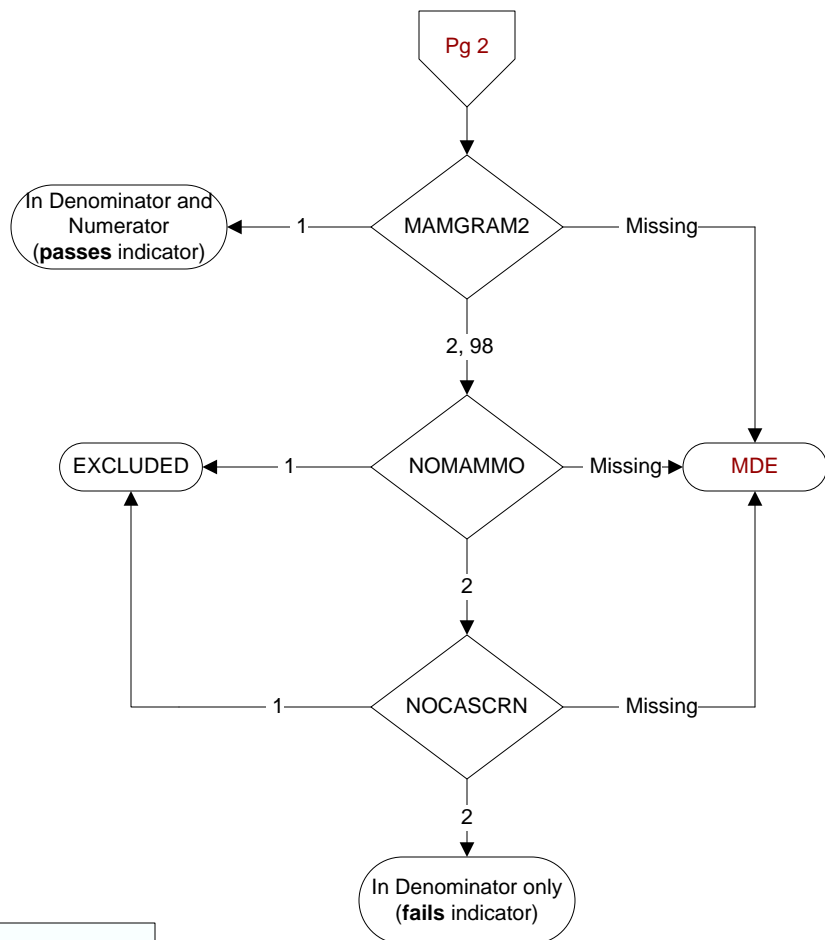 Pg 2
In Denominator and
Numerator
(passes indicator)
1
MAMGRAM2
Missing
2, 98
EXCLUDED
1
NOMAMMO
Missing
MDE
2
1
NOCASCRN
Missing
2
In Denominator only
(fails indicator)